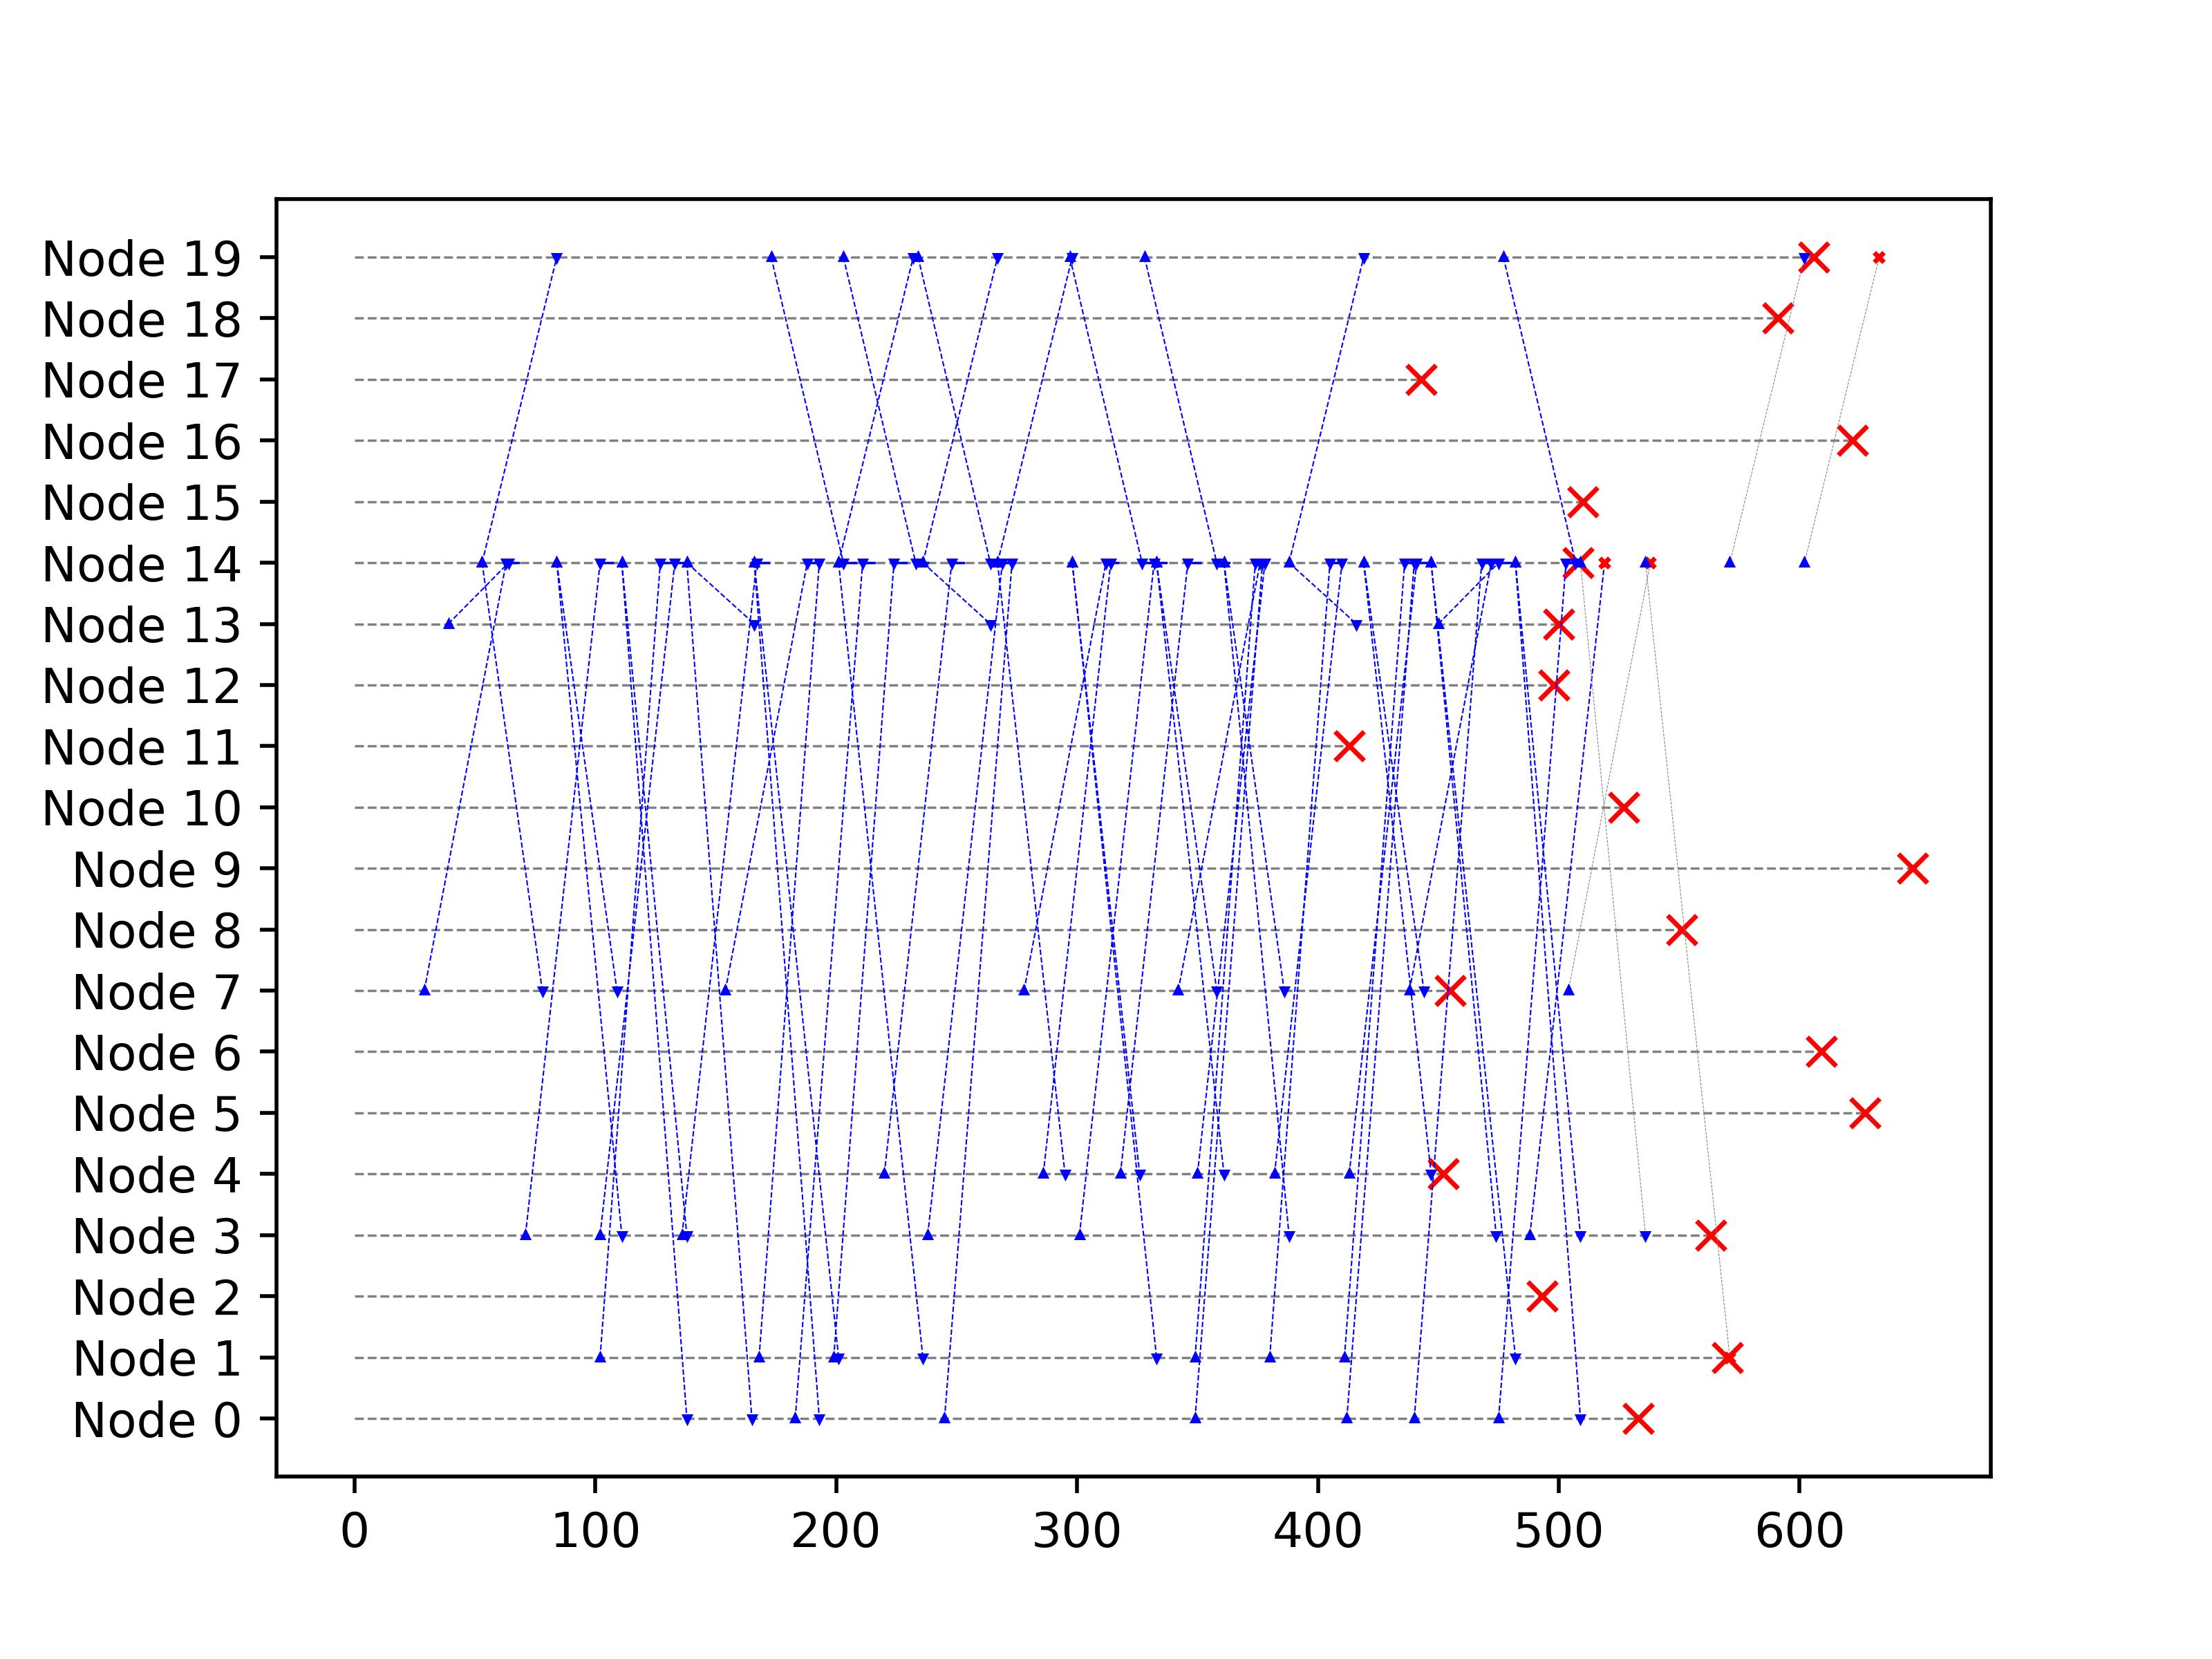 Node 19
Node 18
Node 17
Node 16
Node 15
Node 14
Node 13
Node 12
Node 11
Node 10
Node 9
Node 8
Node 7
Node 6
Node 5
Node 4
Node 3
Node 2
Node 1
Node 0
0 100 200 300 400 500 600